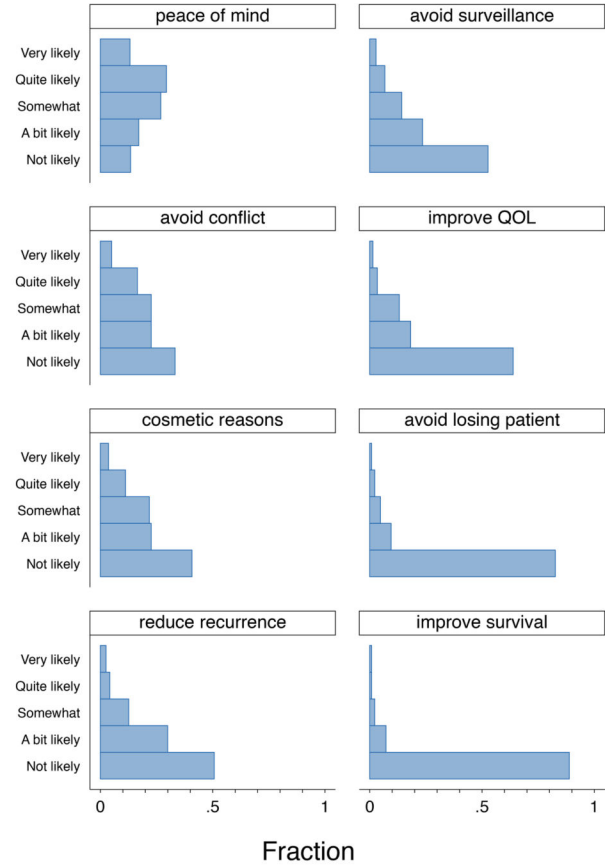 peace of mind
avoid surveillance
Very likely
Quite likely
Somewhat
A bit likely
Not likely
avoid conflict
improve QOL
Very likely
Quite likely
Somewhat
A bit likely
Not likely
cosmetic reasons
avoid losing patient
Very likely
Quite likely
Somewhat
A bit likely
Not likely
reduce recurrence
improve survival
Very likely
Quite likely
Somewhat
A bit likely
Not likely
0 .5 1
0 .5 1
Fraction